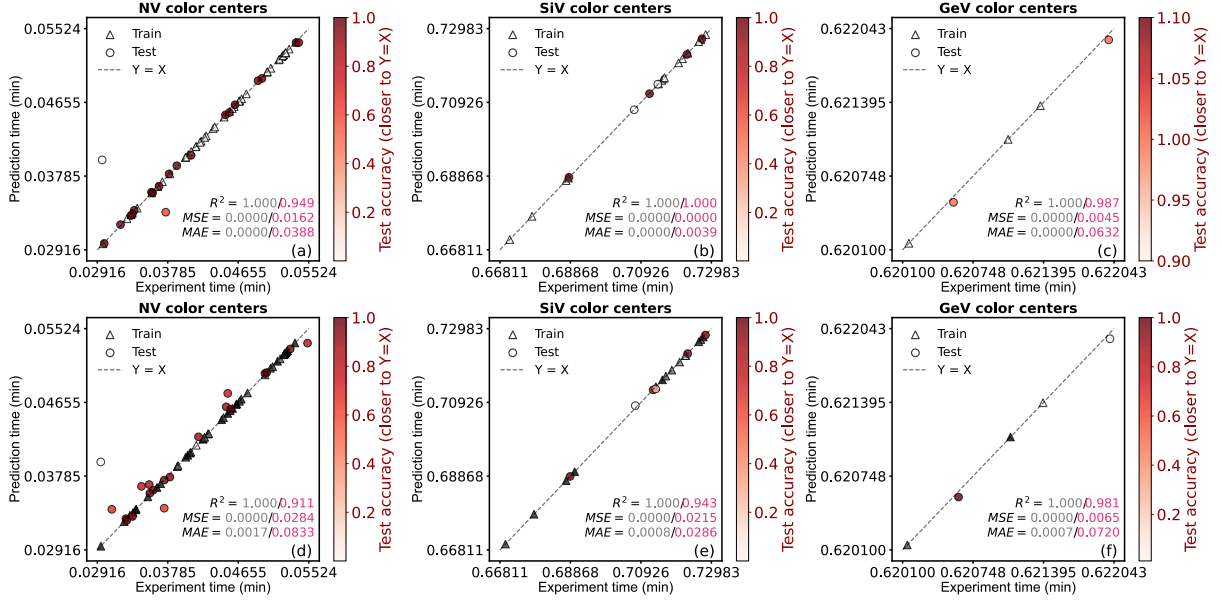 NV color centers
0.05524
0.04655
0.03785
0.02916
Prediction time (min)
Train
Test
Y = X
R² = 1.000/0.949
MSE = 0.0000/0.0162
MAE = 0.0000/0.0388
(a)
0.02916 0.03785 0.04655 0.05524
Experiment time (min)
1.0
0.8
0.6
0.4
0.2
Test accuracy (closer to Y=X)
SiV color centers
0.72983
0.70926
0.68868
0.66811
Prediction time (min)
Train
Test
Y = X
R² = 1.000/1.000
MSE = 0.0000/0.0000
MAE = 0.0000/0.0039
(b)
0.66811 0.68868 0.70926 0.72983
Experiment time (min)
1.0
0.8
0.6
0.4
0.2
Test accuracy (closer to Y=X)
GeV color centers
0.622043
0.621395
0.620748
0.620100
Prediction time (min)
Train
Test
Y = X
R² = 1.000/0.987
MSE = 0.0000/0.0045
MAE = 0.0000/0.0632
(c)
0.620100 0.620748 0.621395 0.622043
Experiment time (min)
1.10
1.05
1.00
0.95
0.90
Test accuracy (closer to Y=X)
NV color centers
0.05524
0.04655
0.03785
0.02916
Prediction time (min)
Train
Test
Y = X
R² = 1.000/0.911
MSE = 0.0000/0.0284
MAE = 0.0017/0.0833
(d)
0.02916 0.03785 0.04655 0.05524
Experiment time (min)
1.0
0.8
0.6
0.4
0.2
Test accuracy (closer to Y=X)
SiV color centers
0.72983
0.70926
0.68868
0.66811
Prediction time (min)
Train
Test
Y = X
R² = 1.000/0.943
MSE = 0.0000/0.0215
MAE = 0.0008/0.0286
(e)
0.66811 0.68868 0.70926 0.72983
Experiment time (min)
1.0
0.8
0.6
0.4
0.2
Test accuracy (closer to Y=X)
GeV color centers
0.622043
0.621395
0.620748
0.620100
Prediction time (min)
Train
Test
Y = X
R² = 1.000/0.981
MSE = 0.0000/0.0065
MAE = 0.0007/0.0720
(f)
0.620100 0.620748 0.621395 0.622043
Experiment time (min)
1.0
0.8
0.6
0.4
0.2
Test accuracy (closer to Y=X)